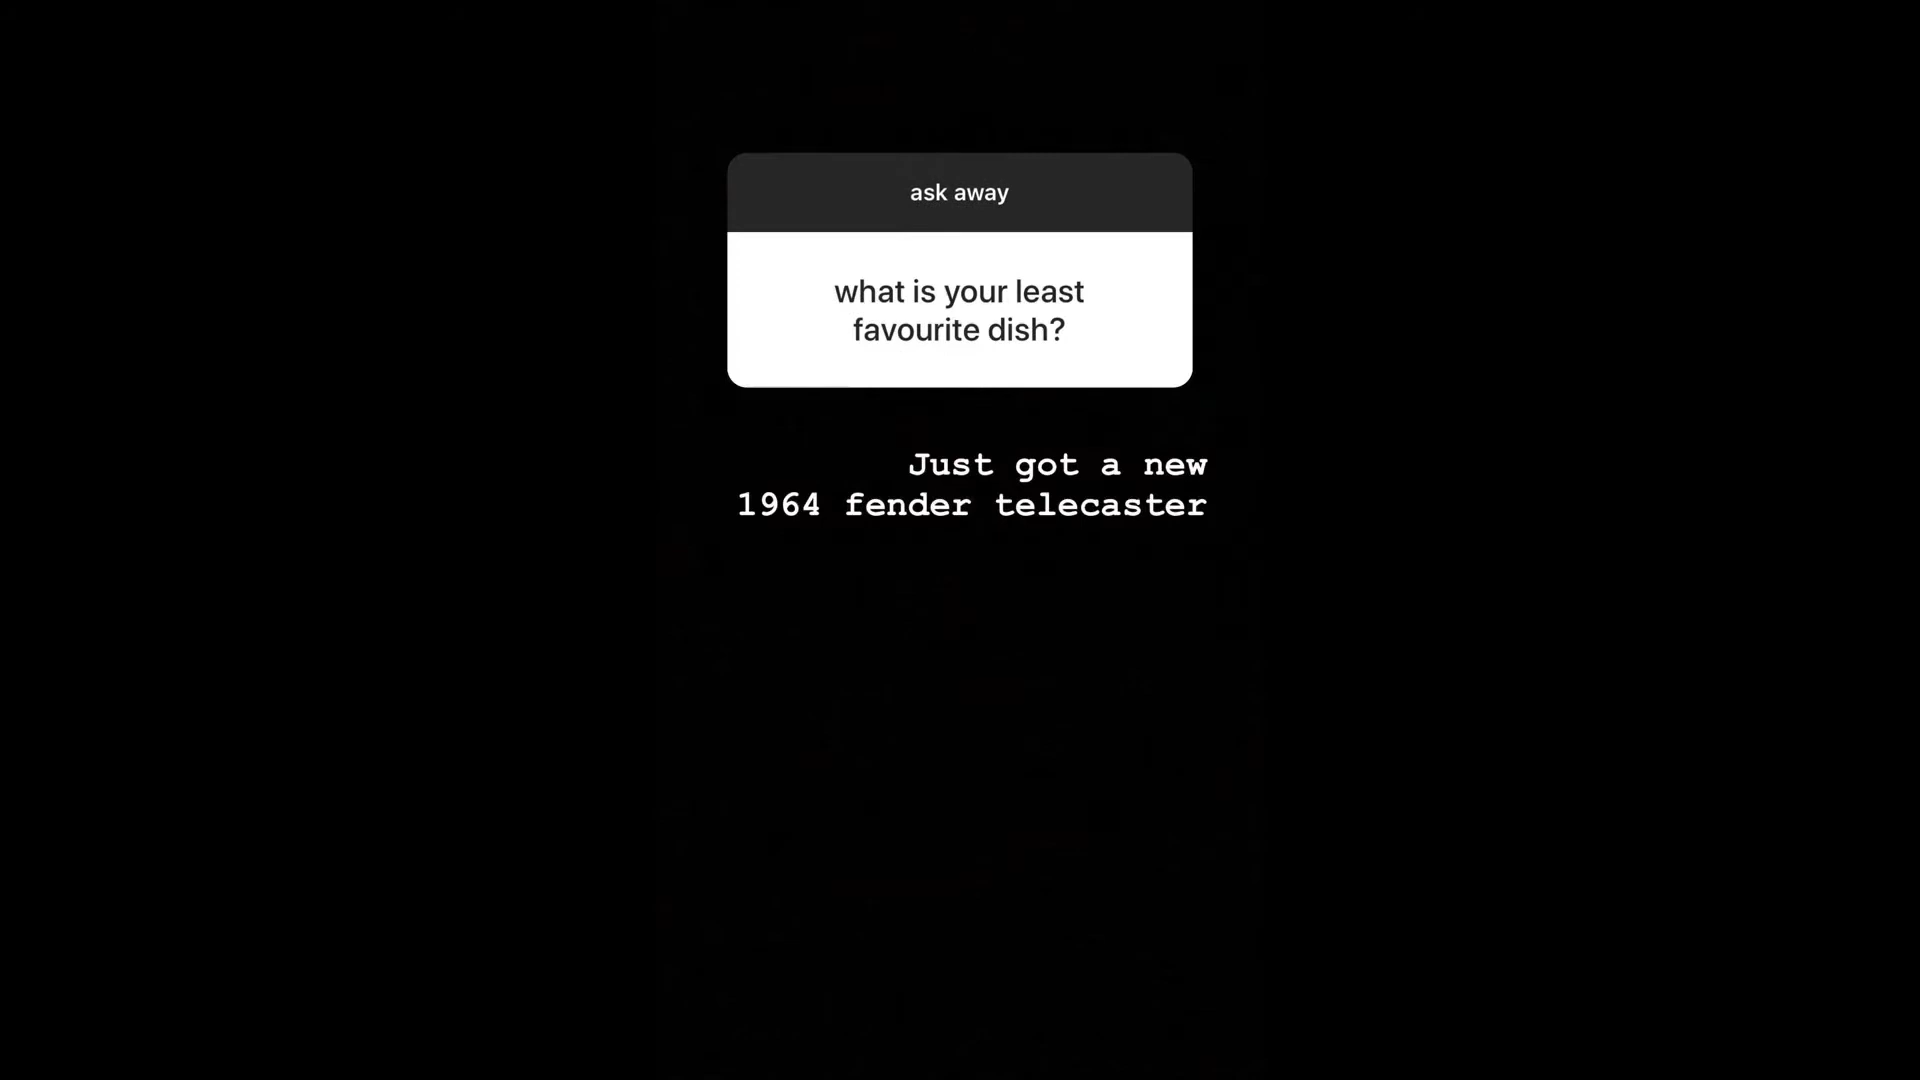 ask away
what is your least
favourite dish?
Just got a new
1964 fender telecaster